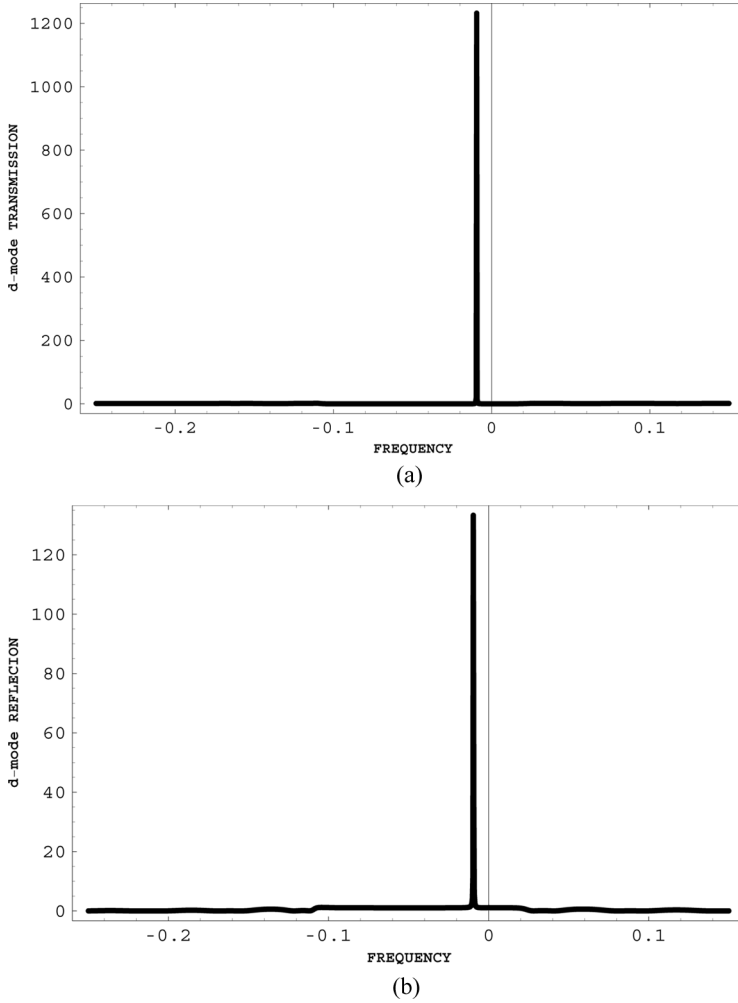 1200
1000
800
600
400
200
0
d-mode TRANSMISSION
-0.2 -0.1 0 0.1
FREQUENCY
(a)
120
100
80
60
40
20
0
d-mode REFLECION
-0.2 -0.1 0 0.1
FREQUENCY
(b)